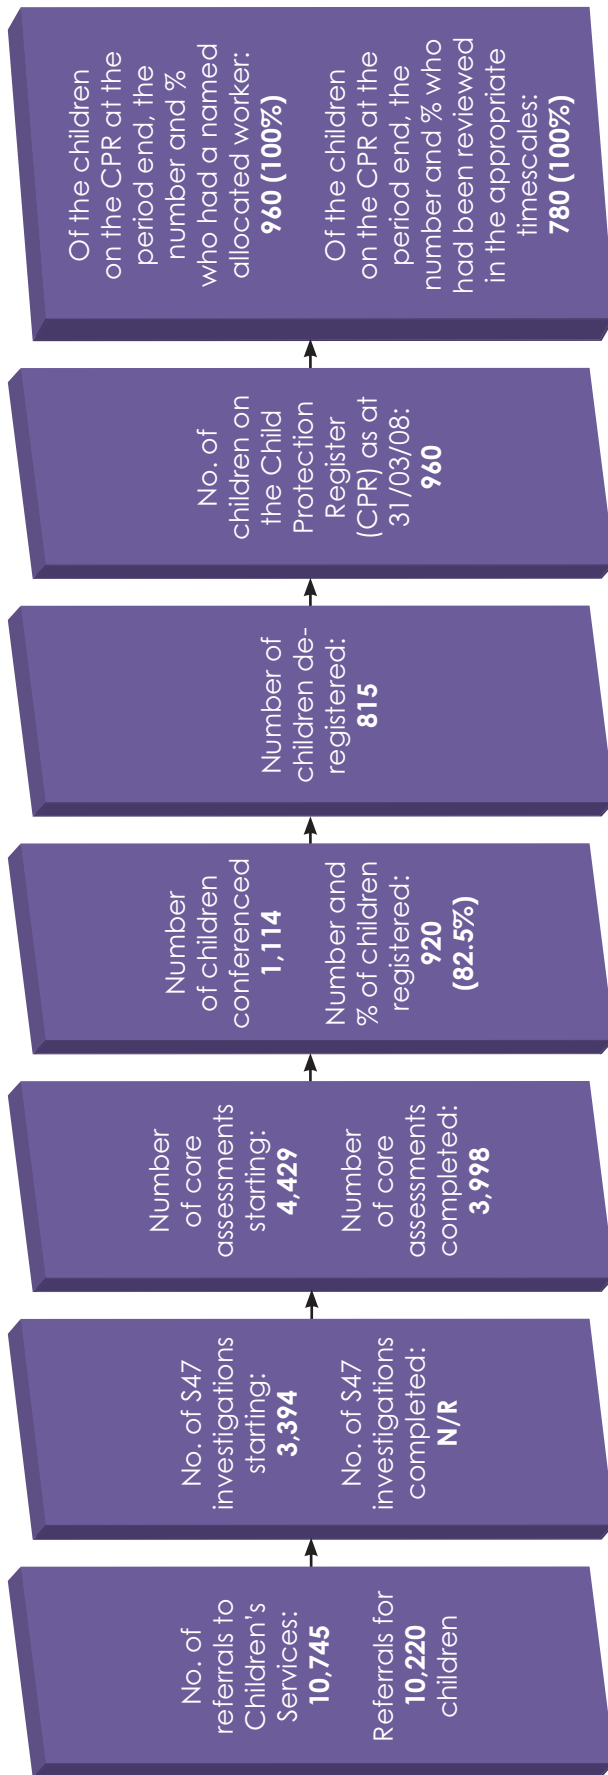 No. of
referrals to
Children's
Services:
10,745
Referrals for
10,220
children
No. of S47
investigations
starting:
3,394
No. of S47
investigations
completed:
N/R
Number
of core
assessments
starting:
4,429
Number
of core
assessments
completed:
3,998
Number
of children
conferenced
1,114
Number and
% of children
registered:
920
(82.5%)
Number of
children de-
registered:
815
No. of
children on
the Child
Protection
Register
(CPR) as at
31/03/08:
960
Of the children
on the CPR at the
period end, the
number and %
who had a named
allocated worker:
960 (100%)
Of the children
on the CPR at the
period end, the
number and % who
had been reviewed
in the appropriate
timescales:
780 (100%)